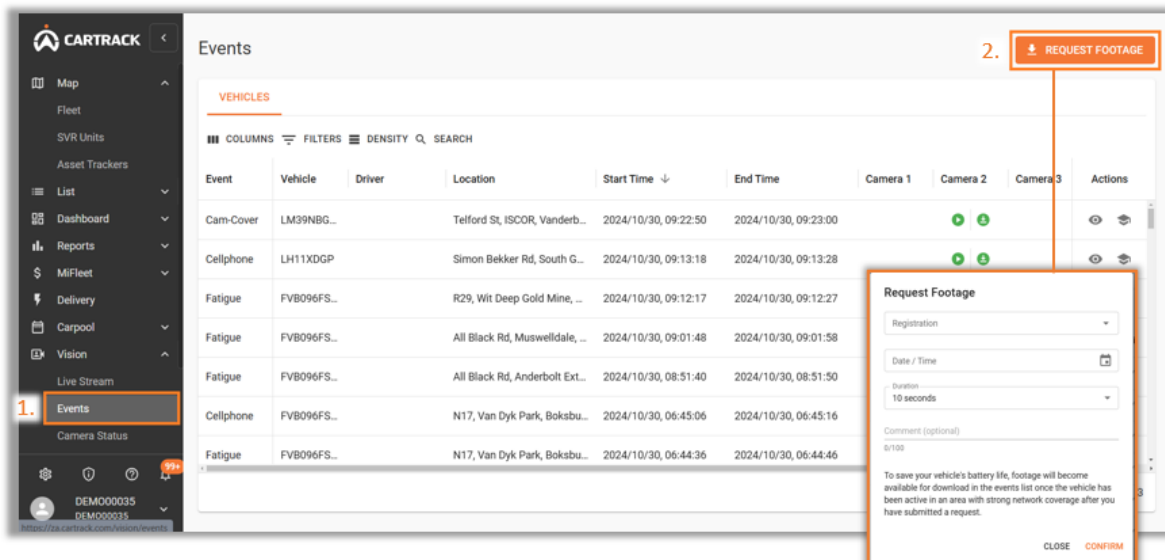 CARTRACK
Map
Fleet
SVR Units
Asset Trackers
List
Dashboard
Reports
MiFleet
Delivery
Carpool
Vision
Live Stream
1.
Events
Camera Status
99+
DEMO00035
DEMO00035
https://za.cartrack.com/vision/events
Events
2.
REQUEST FOOTAGE
VEHICLES
COLUMNS FILTERS DENSITY SEARCH
Event Vehicle Driver Location Start Time End Time Camera 1 Camera 2 Camera 3 Actions
Cam-Cover LM39NBG... Telford St, ISCOR, Vanderb... 2024/10/30, 09:22:50 2024/10/30, 09:23:00
Cellphone LH11XDGP Simon Bekker Rd, South G... 2024/10/30, 09:13:18 2024/10/30, 09:13:28
Fatigue FVB096FS... R29, Wit Deep Gold Mine, ... 2024/10/30, 09:12:17 2024/10/30, 09:12:27
Fatigue FVB096FS... All Black Rd, Muswelldale, ... 2024/10/30, 09:01:48 2024/10/30, 09:01:58
Fatigue FVB096FS... All Black Rd, Anderbolt Ext... 2024/10/30, 08:51:40 2024/10/30, 08:51:50
Cellphone FVB096FS... N17, Van Dyk Park, Boksbu... 2024/10/30, 06:45:06 2024/10/30, 06:45:16
Fatigue FVB096FS... N17, Van Dyk Park, Boksbu... 2024/10/30, 06:44:36 2024/10/30, 06:44:46
3
Request Footage
Registration
Date / Time
Duration
10 seconds
Comment (optional)
0/100
To save your vehicle's battery life, footage will become
available for download in the events list once the vehicle has
been active in an area with strong network coverage after you
have submitted a request.
CLOSE CONFIRM